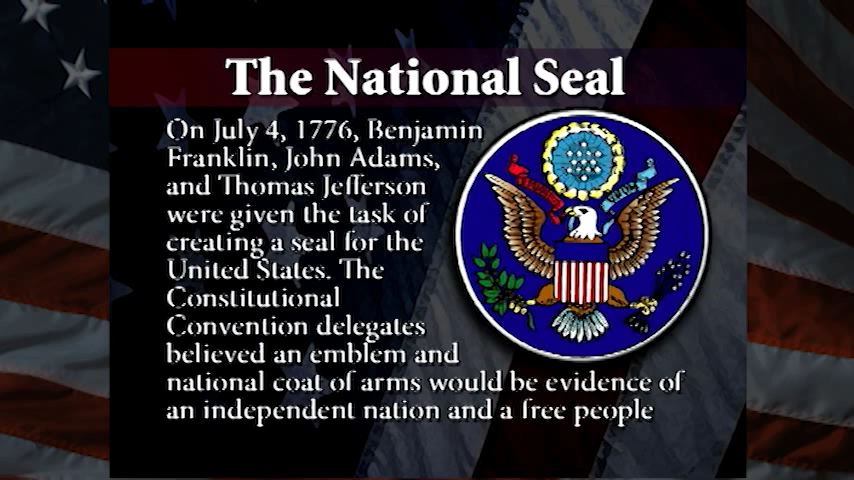 The National Seal
On July 4, 1776, Benjamin
Franklin, John Adams,
and Thomas Jefferson
were given the task of
creating a seal for the
United States. The
Constitutional
Convention delegates
believed an emblem and
national coat of arms would be evidence of
an independent nation and a free people